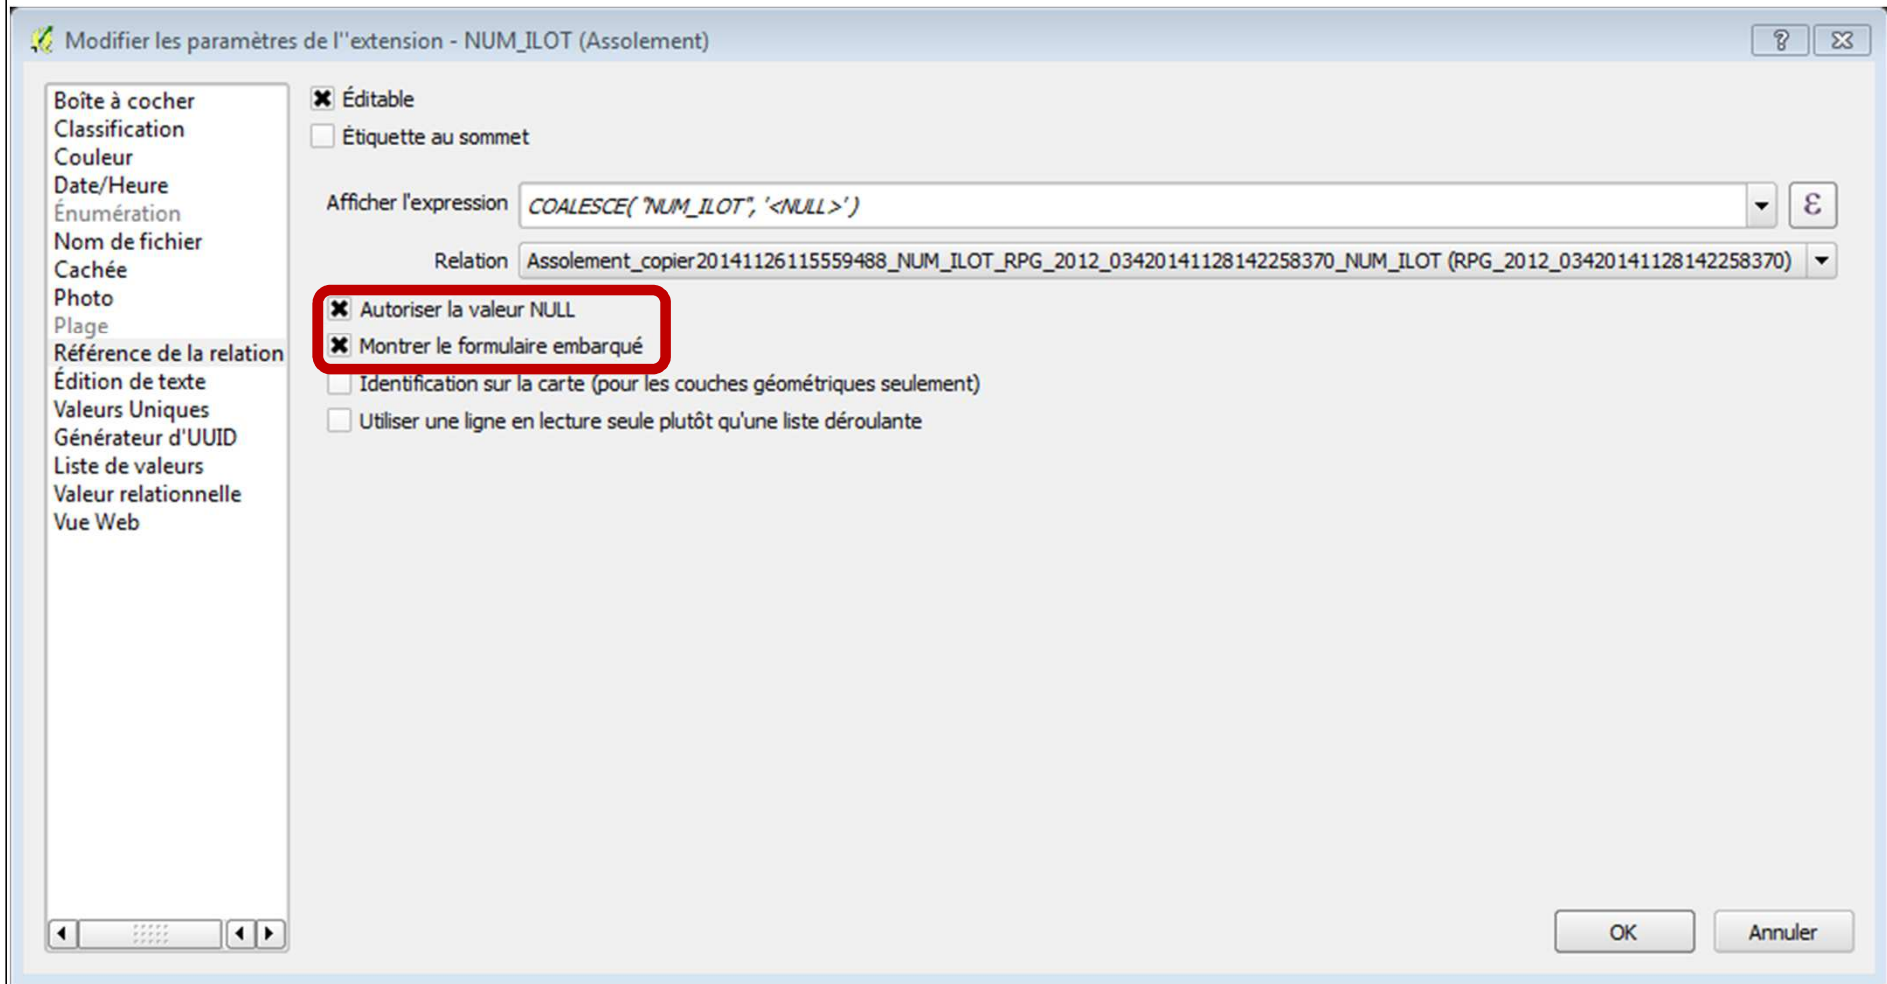 Modifier les paramètres de l''extension - NUM_ILOT (Assolement)
Boîte à cocher
Classification
Couleur
Date/Heure
Énumération
Nom de fichier
Cachée
Photo
Plage
Référence de la relation
Édition de texte
Valeurs Uniques
Générateur d'UUID
Liste de valeurs
Valeur relationnelle
Vue Web
Éditable
Étiquette au sommet
Afficher l'expression COALESCE( "NUM_ILOT", '<NULL>' ) ε
Relation Assolement_copier20141126115559488_NUM_ILOT_RPG_2012_03420141128142258370_NUM_ILOT (RPG_2012_03420141128142258370)
Autoriser la valeur NULL
Montrer le formulaire embarqué
Identification sur la carte (pour les couches géométriques seulement)
Utiliser une ligne en lecture seule plutôt qu'une liste déroulante
OK Annuler